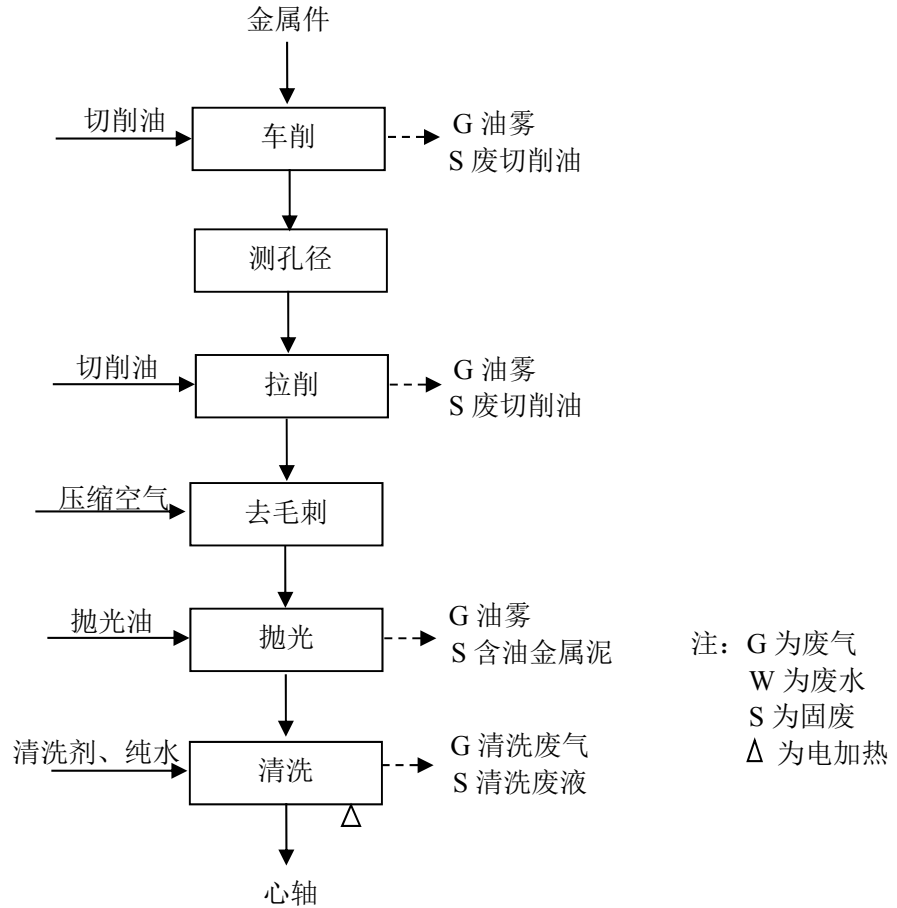 金属件
切削油
车削
G 油雾
S 废切削油
测孔径
切削油
拉削
G 油雾
S 废切削油
压缩空气
去毛刺
抛光油
抛光
G 油雾
S 含油金属泥
注：G 为废气
W 为废水
S 为固废
Δ 为电加热
清洗剂、纯水
清洗
G 清洗废气
S 清洗废液
Δ
心轴